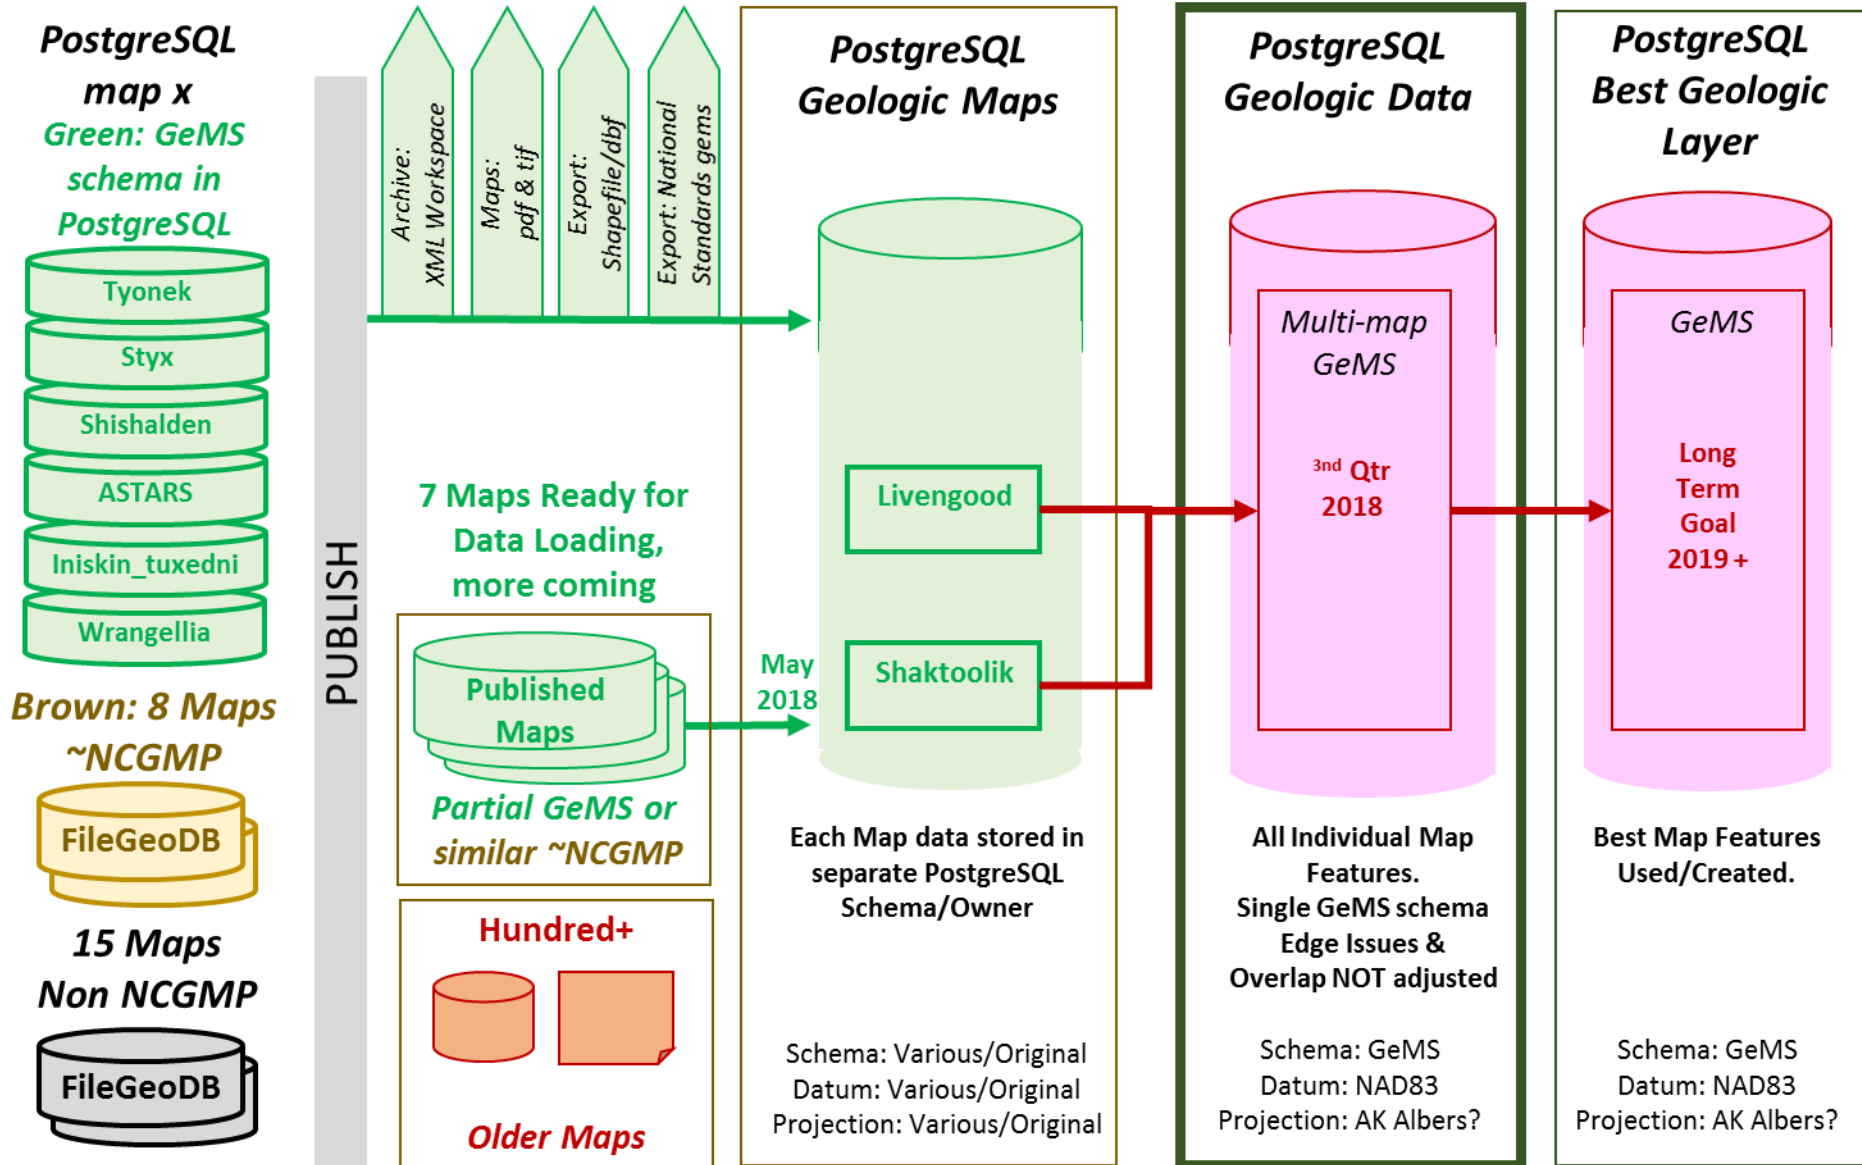 PostgreSQL
map x
Green: GeMS
schema in
PostgreSQL
Tyonek
Styx
Shishalden
ASTARS
Iniskin_tuxedni
Wrangellia
Brown: 8 Maps
~NCGMP
FileGeoDB
15 Maps
Non NCGMP
FileGeoDB
PUBLISH
Archive:
XML Workspace
Maps:
pdf & tif
Export:
Shapefile/dbf
Export: National
Standards gems
7 Maps Ready for
Data Loading,
more coming
Published
Maps
Partial GeMS or
similar ~NCGMP
Hundred+
Older Maps
May
2018
PostgreSQL
Geologic Maps
Livengood
Shaktoolik
Each Map data stored in
separate PostgreSQL
Schema/Owner
Schema: Various/Original
Datum: Various/Original
Projection: Various/Original
PostgreSQL
Geologic Data
Multi-map
GeMS
3nd Qtr
2018
All Individual Map
Features.
Single GeMS schema
Edge Issues &
Overlap NOT adjusted
Schema: GeMS
Datum: NAD83
Projection: AK Albers?
PostgreSQL
Best Geologic
Layer
GeMS
Long
Term
Goal
2019 +
Best Map Features
Used/Created.
Schema: GeMS
Datum: NAD83
Projection: AK Albers?